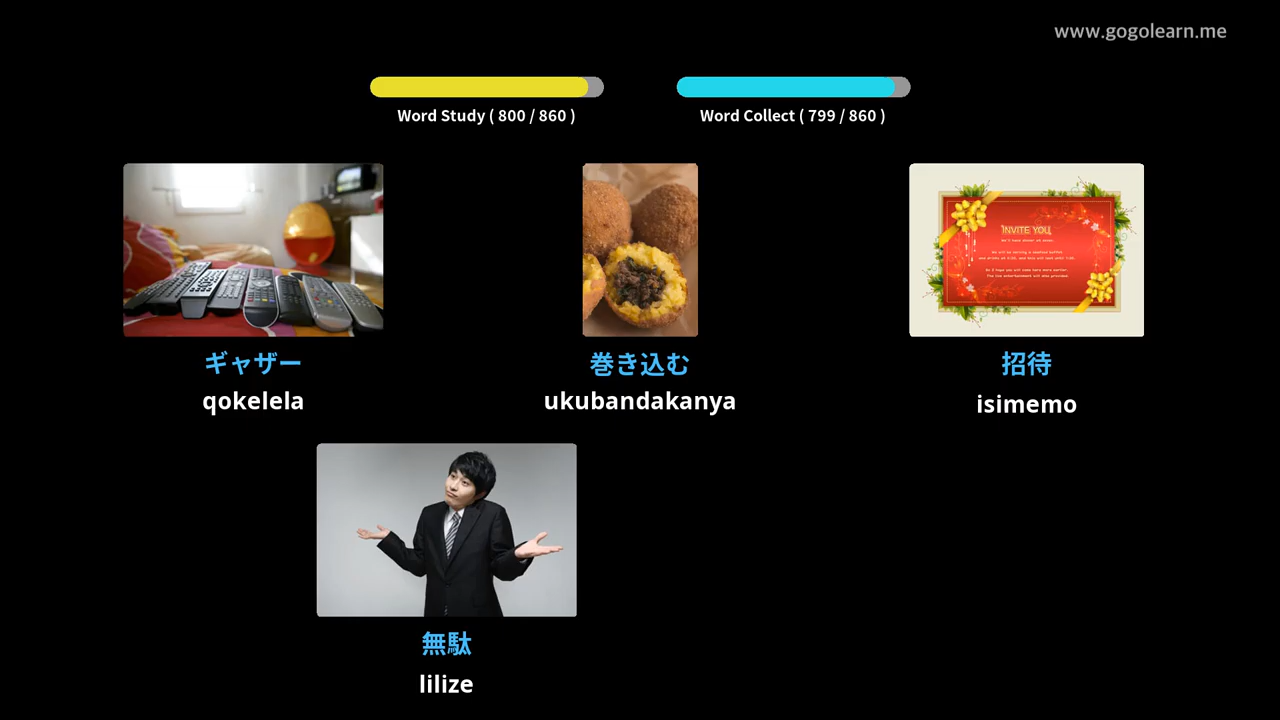 www.gogolearn.me
Word Study ( 800 / 860 )
Word Collect ( 799 / 860 )
INVITE YOU
ギャザー
巻き込む
招待
qokelela
ukubandakanya
isimemo
無駄
lilize